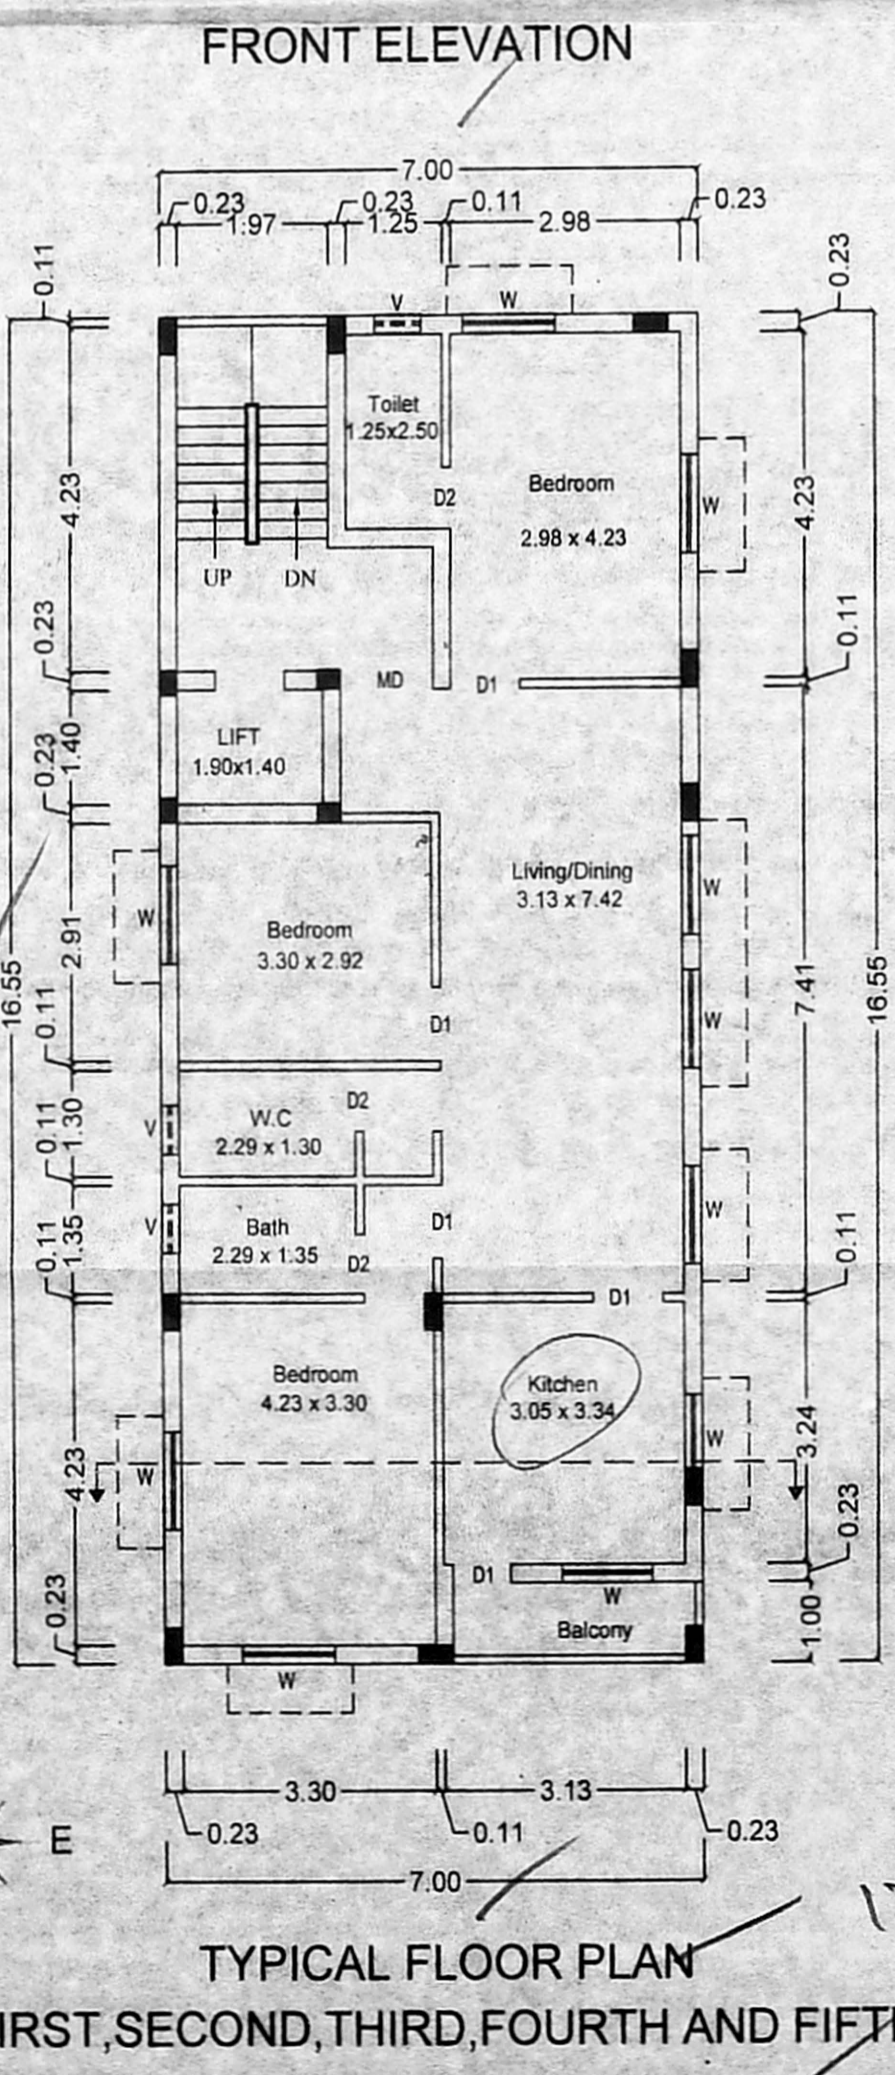 FRONT ELEVATION
7.00
0.23
0.23
0.11
0.23
1.97
1.25
2.98
0.11
0.23
V
W
Toilet
1.25x2.50
D2
Bedroom
2.98 x 4.23
W
4.23
4.23
UP
DN
0.23
0.11
MD
D1
LIFT
1.90x1.40
1.40
0.23
Living/Dining
3.13 x 7.42
W
W
Bedroom
3.30 x 2.92
2.91
16.55
7.41
16.55
0.11
D1
W
D2
V
W.C
2.29 x 1.30
1.30
0.11
W
V
Bath
2.29 x 1.35
D1
D2
1.35
0.11
0.11
D1
Bedroom
4.23 x 3.30
Kitchen
3.05 x 3.34
W
W
4.23
3.24
0.23
D1
W
0.23
Balcony
1.00
W
3.30
3.13
0.23
0.11
0.23
E
7.00
TYPICAL FLOOR PLAN
IRST,SECOND,THIRD,FOURTH AND FIFTH